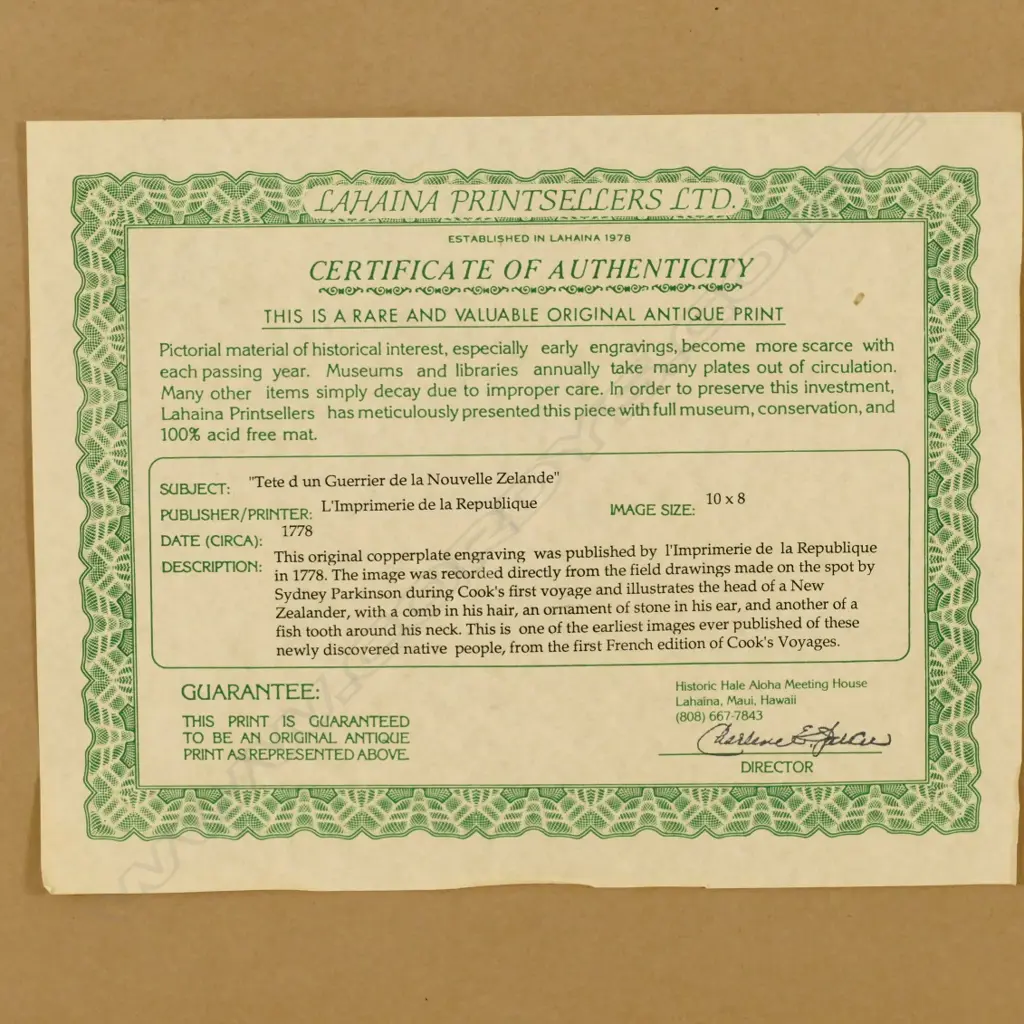 LAHAINA PRINTSELLERS LTD.
ESTABLISHED IN LAHAINA 1978
CERTIFICATE OF AUTHENTICITY
THIS IS A RARE AND VALUABLE ORIGINAL ANTIQUE PRINT
Pictorial material of historical interest, especially early engravings, become more scarce with
each passing year. Museums and libraries annually take many plates out of circulation.
Many other items simply decay due to improper care. In order to preserve this investment,
Lahaina Printsellers has meticulously presented this piece with full museum, conservation, and
100% acid free mat.
SUBJECT: "Tete d un Guerrier de la Nouvelle Zelande"
PUBLISHER/PRINTER: L'Imprimerie de la Republique IMAGE SIZE: 10 x 8
DATE (CIRCA): 1778
DESCRIPTION: This original copperplate engraving was published by l'Imprimerie de la Republique
in 1778. The image was recorded directly from the field drawings made on the spot by
Sydney Parkinson during Cook's first voyage and illustrates the head of a New
Zealander, with a comb in his hair, an ornament of stone in his ear, and another of a
fish tooth around his neck. This is one of the earliest images ever published of these
newly discovered native people, from the first French edition of Cook's Voyages.
GUARANTEE:
THIS PRINT IS GUARANTEED
TO BE AN ORIGINAL ANTIQUE
PRINT AS REPRESENTED ABOVE.
Historic Hale Aloha Meeting House
Lahaina, Maui, Hawaii
(808) 667-7843
Charlene E.
DIRECTOR